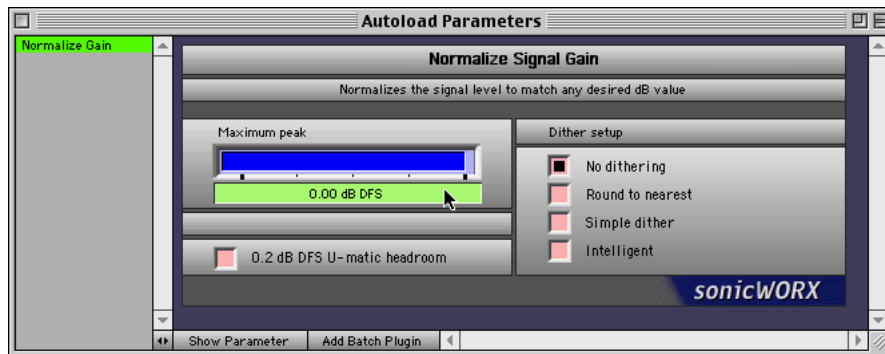 Autoload Parameters
Normalize Gain
Normalize Signal Gain
Normalizes the signal level to match any desired dB value
Maximum peak
0.00 dB DFS
0.2 dB DFS U-matic headroom
Dither setup
No dithering
Round to nearest
Simple dither
Intelligent
sonicWORX
Show Parameter
Add Batch Plugin